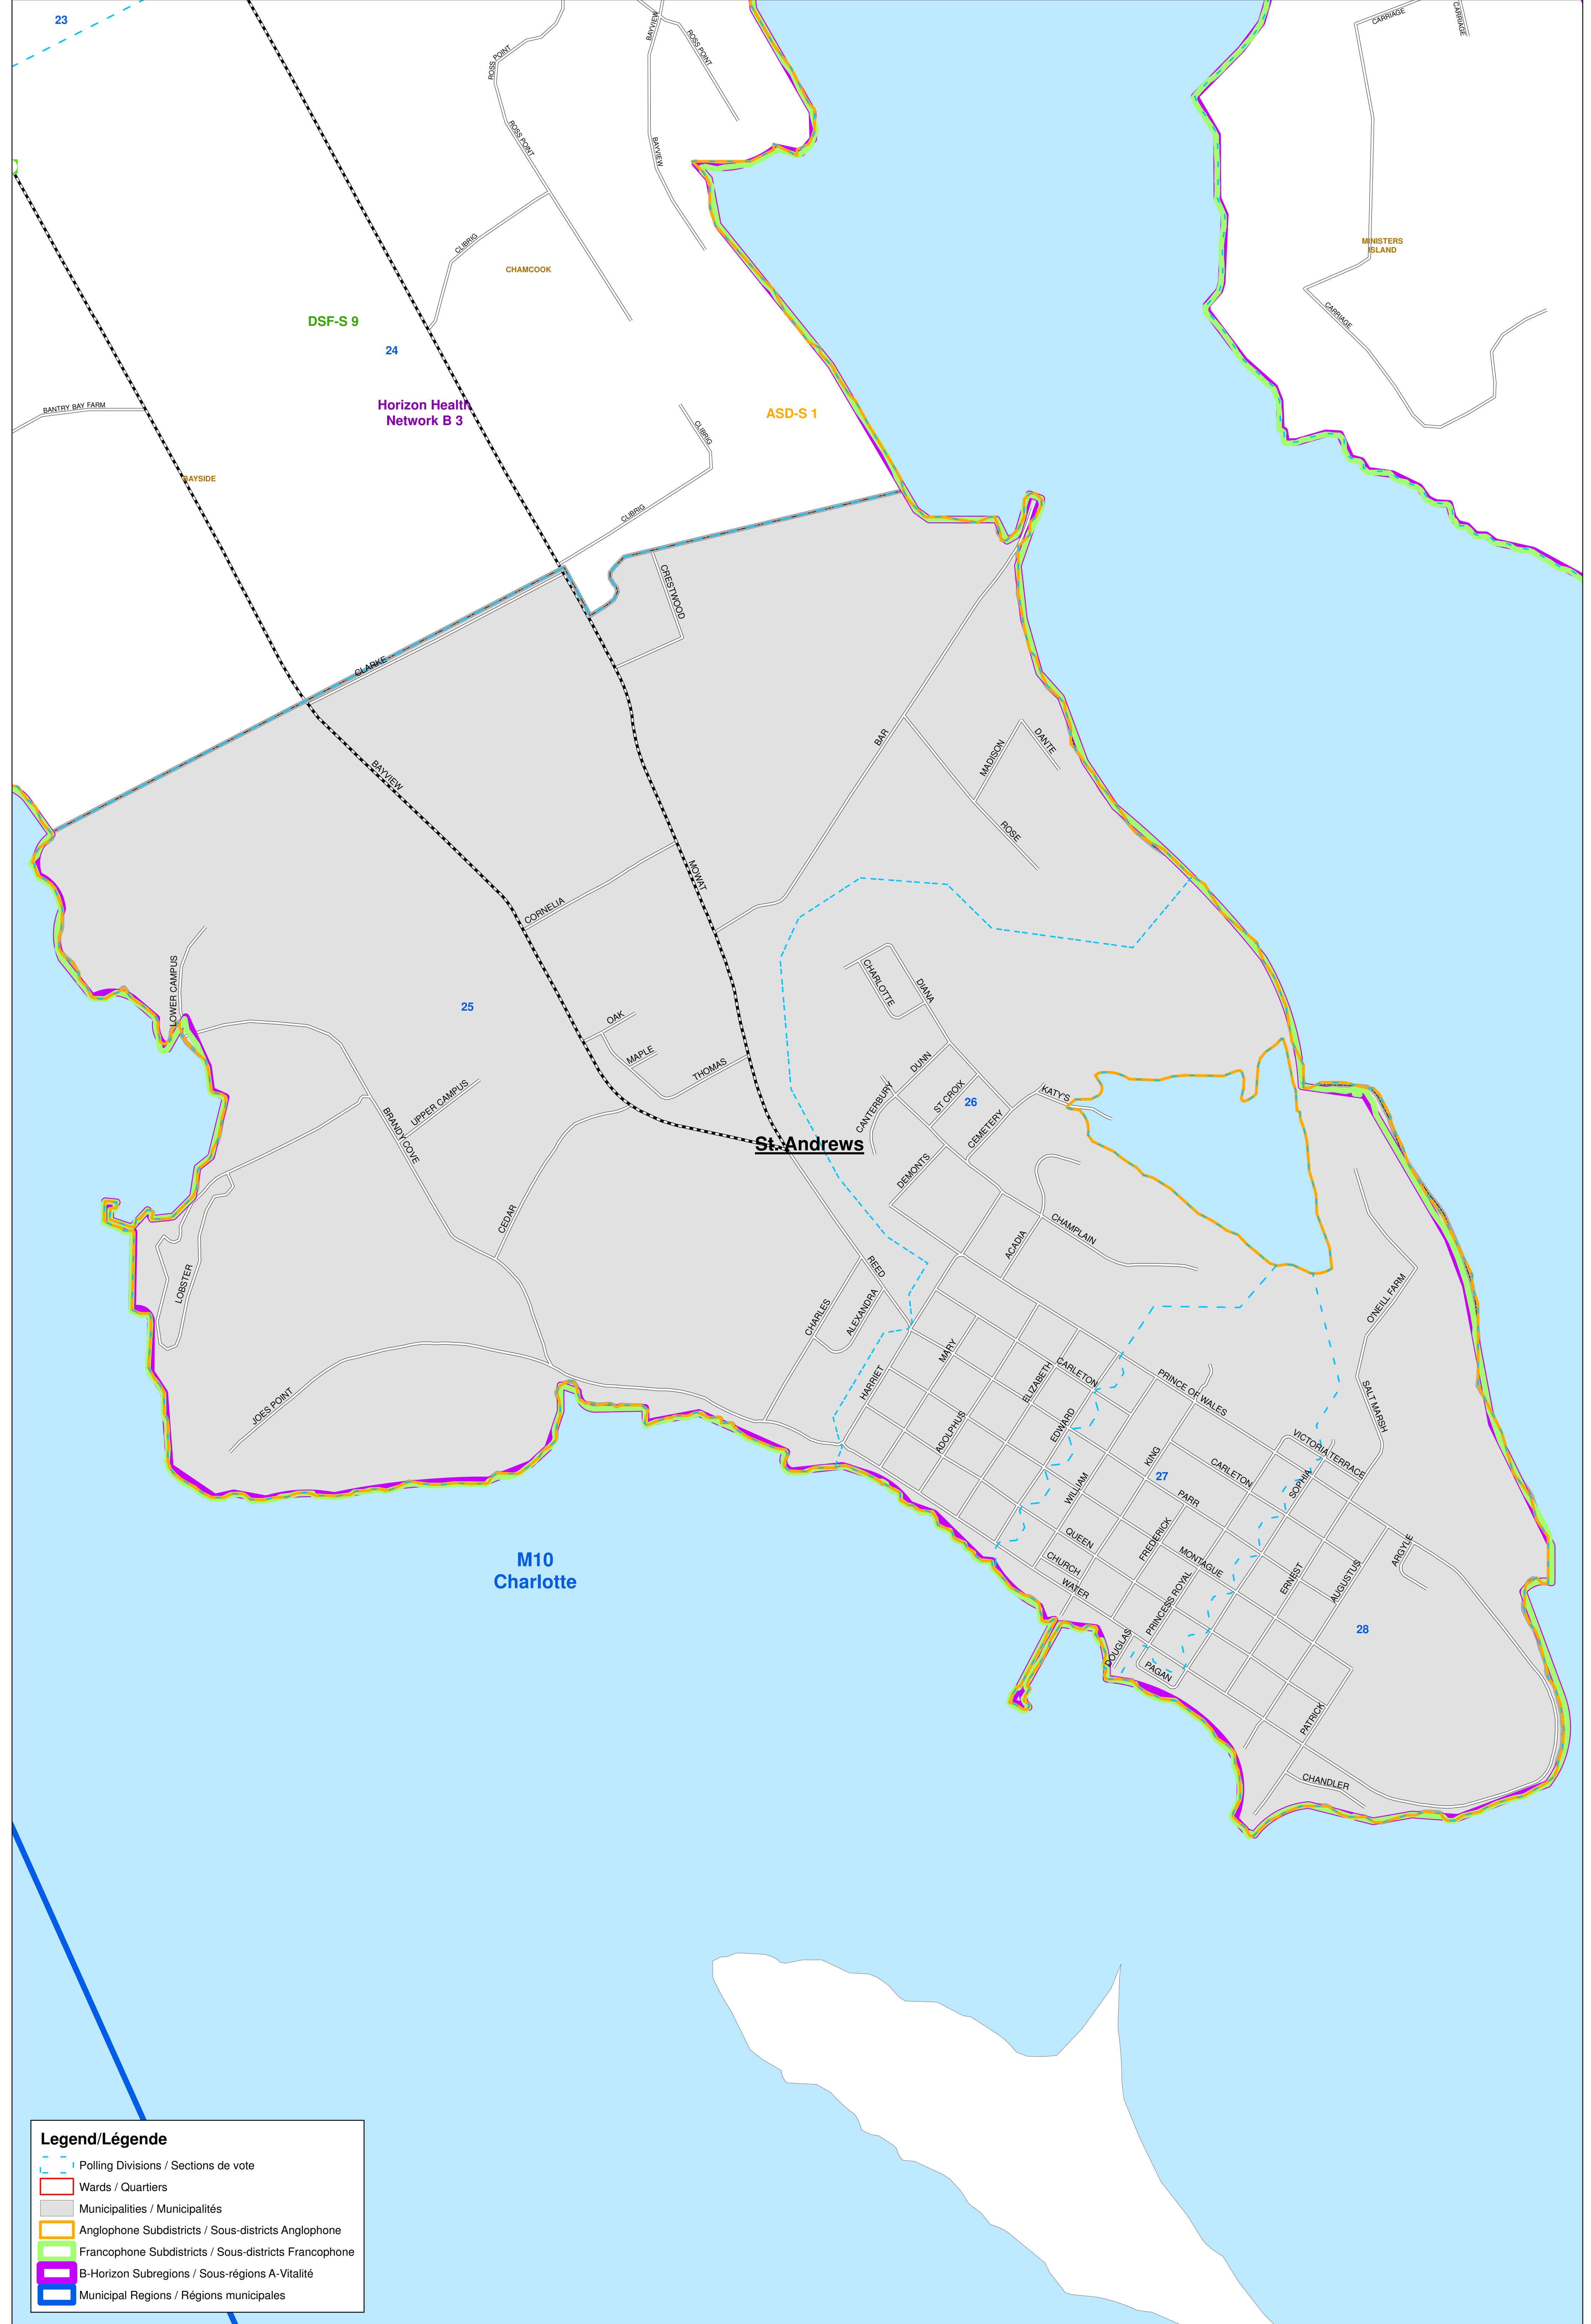 23
ROSS POINT
BAYVIEW
ROSS POINT
CARRIAGE
CARRIAGE
ROSS POINT
BAYVIEW
CLIBRIG
CHAMCOOK
MINISTERS
ISLAND
CARRIAGE
DSF-S 9
24
BANTRY BAY FARM
Horizon Health
Network B 3
ASD-S 1
CLIBRIG
BAYSIDE
CLIBRIG
CRESTWOOD
CLARKE
BAYVIEW
BAR
MADISON
DANTE
ROSE
MOWAT
CORNELIA
LOWER CAMPUS
25
CHARLOTTE
DIANA
OAK
MAPLE
THOMAS
DUNN
ST CROIX
CANTERBURY
26
KATY'S
CEMETERY
UPPER CAMPUS
BRANDY COVE
St. Andrews
DEMONTS
CEDAR
CHAMPLAIN
ACADIA
REED
LOBSTER
CHARLES
ALEXANDRA
O'NEILL FARM
MARY
HARRIET
ELIZABETH
CARLETON
PRINCE OF WALES
SALT MARSH
JOES POINT
ADOLPHUS
EDWARD
VICTORIA TERRACE
KING
27
CARLETON
SOPHIA
WILLIAM
PARR
QUEEN
FREDERICK
MONTAGUE
ARGYLE
CHURCH
WATER
PRINCESS ROYAL
ERNEST
AUGUSTUS
M10
Charlotte
28
DOUGLAS
PAGAN
PATRICK
CHANDLER
Legend/Légende
Polling Divisions / Sections de vote
Wards / Quartiers
Municipalities / Municipalités
Anglophone Subdistricts / Sous-districts Anglophone
Francophone Subdistricts / Sous-districts Francophone
B-Horizon Subregions / Sous-régions A-Vitalité
Municipal Regions / Régions municipales